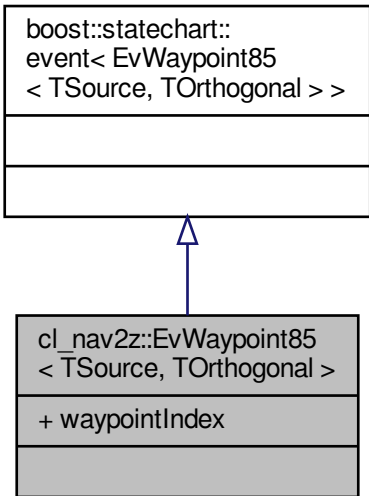 boost::statechart::
event< EvWaypoint85
< TSource, TOrthogonal > >
cl_nav2z::EvWaypoint85
< TSource, TOrthogonal >
+ waypointIndex